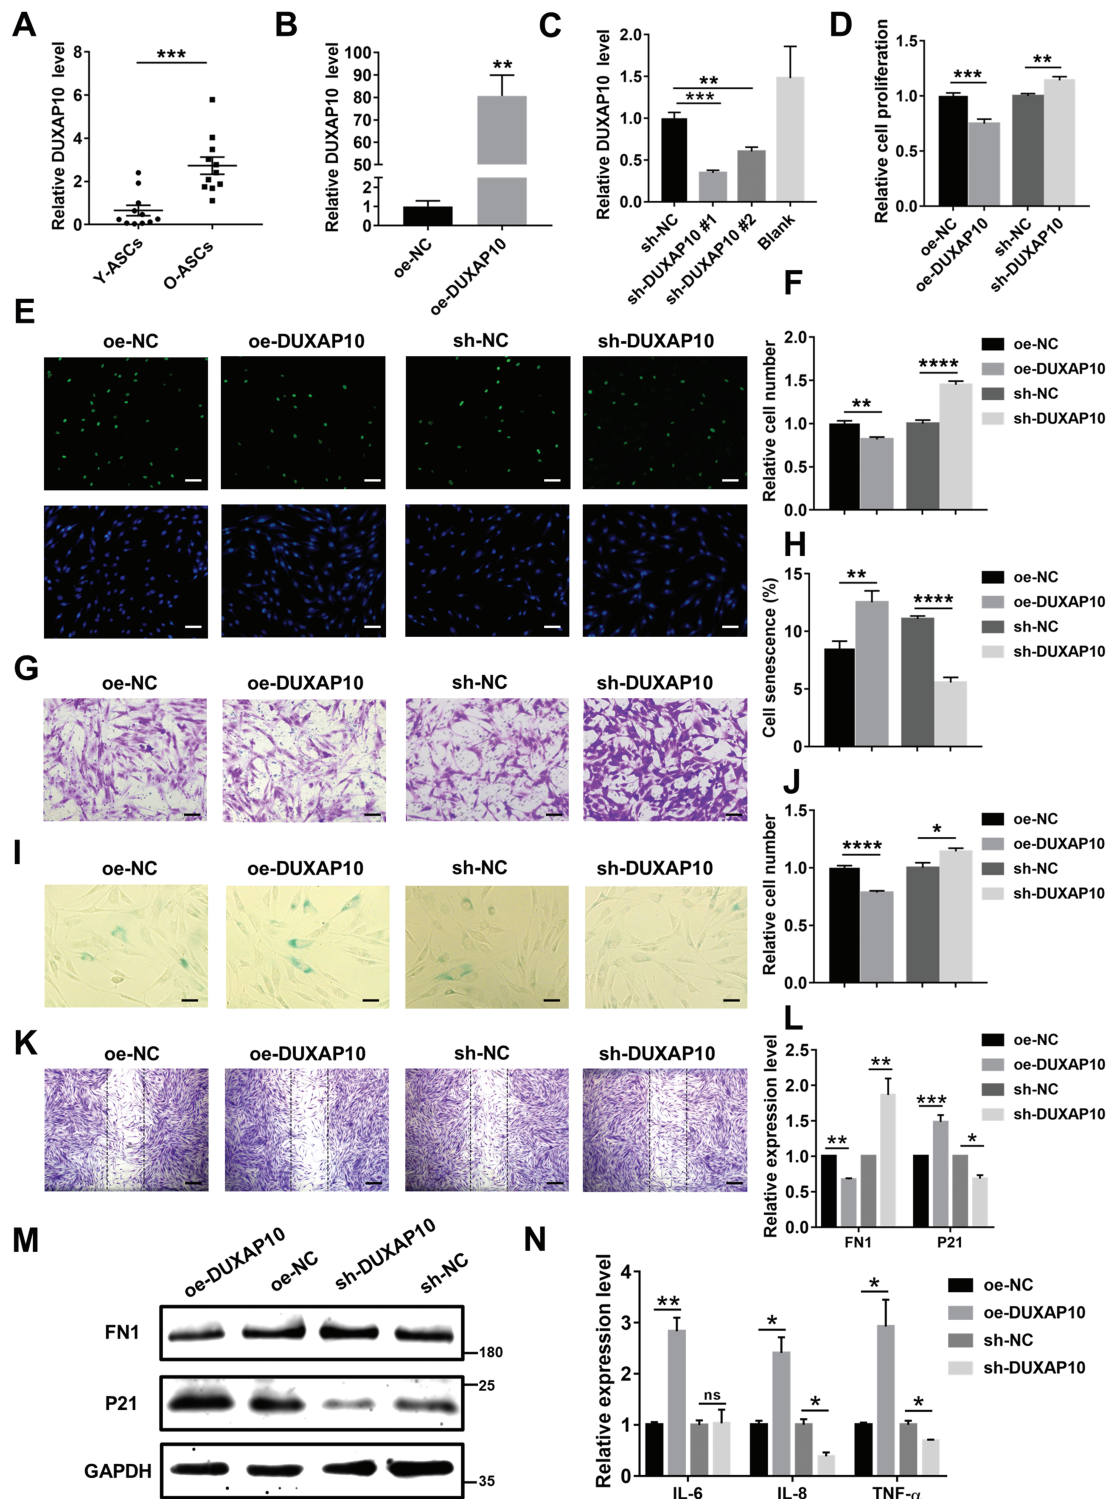 A
Relative DUXAP10 level
8
6
4
2
0
***
Y-ASCs
O-ASCs
B
Relative DUXAP10 level
100
90
80
70
60
50
2
1
0
**
oe-NC
oe-DUXAP10
C
Relative DUXAP10 level
2.0
1.5
1.0
0.5
0.0
**
***
sh-NC
sh-DUXAP10 #1
sh-DUXAP10 #2
Blank
D
Relative cell proliferation
1.5
1.0
0.5
0.0
***
**
oe-NC
oe-DUXAP10
sh-NC
sh-DUXAP10
E
oe-NC
oe-DUXAP10
sh-NC
sh-DUXAP10
F
Relative cell number
2.0
1.5
1.0
0.5
0.0
**
****
oe-NC
oe-DUXAP10
sh-NC
sh-DUXAP10
G
oe-NC
oe-DUXAP10
sh-NC
sh-DUXAP10
H
Cell senescence (%)
15
10
5
0
**
****
oe-NC
oe-DUXAP10
sh-NC
sh-DUXAP10
I
oe-NC
oe-DUXAP10
sh-NC
sh-DUXAP10
J
Relative cell number
1.5
1.0
0.5
0.0
****
*
oe-NC
oe-DUXAP10
sh-NC
sh-DUXAP10
K
oe-NC
oe-DUXAP10
sh-NC
sh-DUXAP10
L
Relative expression level
2.5
2.0
1.5
1.0
0.5
0.0
**
**
***
*
FN1
P21
oe-NC
oe-DUXAP10
sh-NC
sh-DUXAP10
M
oe-DUXAP10
oe-NC
sh-DUXAP10
sh-NC
FN1
180
P21
25
GAPDH
35
N
Relative expression level
4
3
2
1
0
**
ns
*
*
*
*
IL-6
IL-8
TNF-α
oe-NC
oe-DUXAP10
sh-NC
sh-DUXAP10